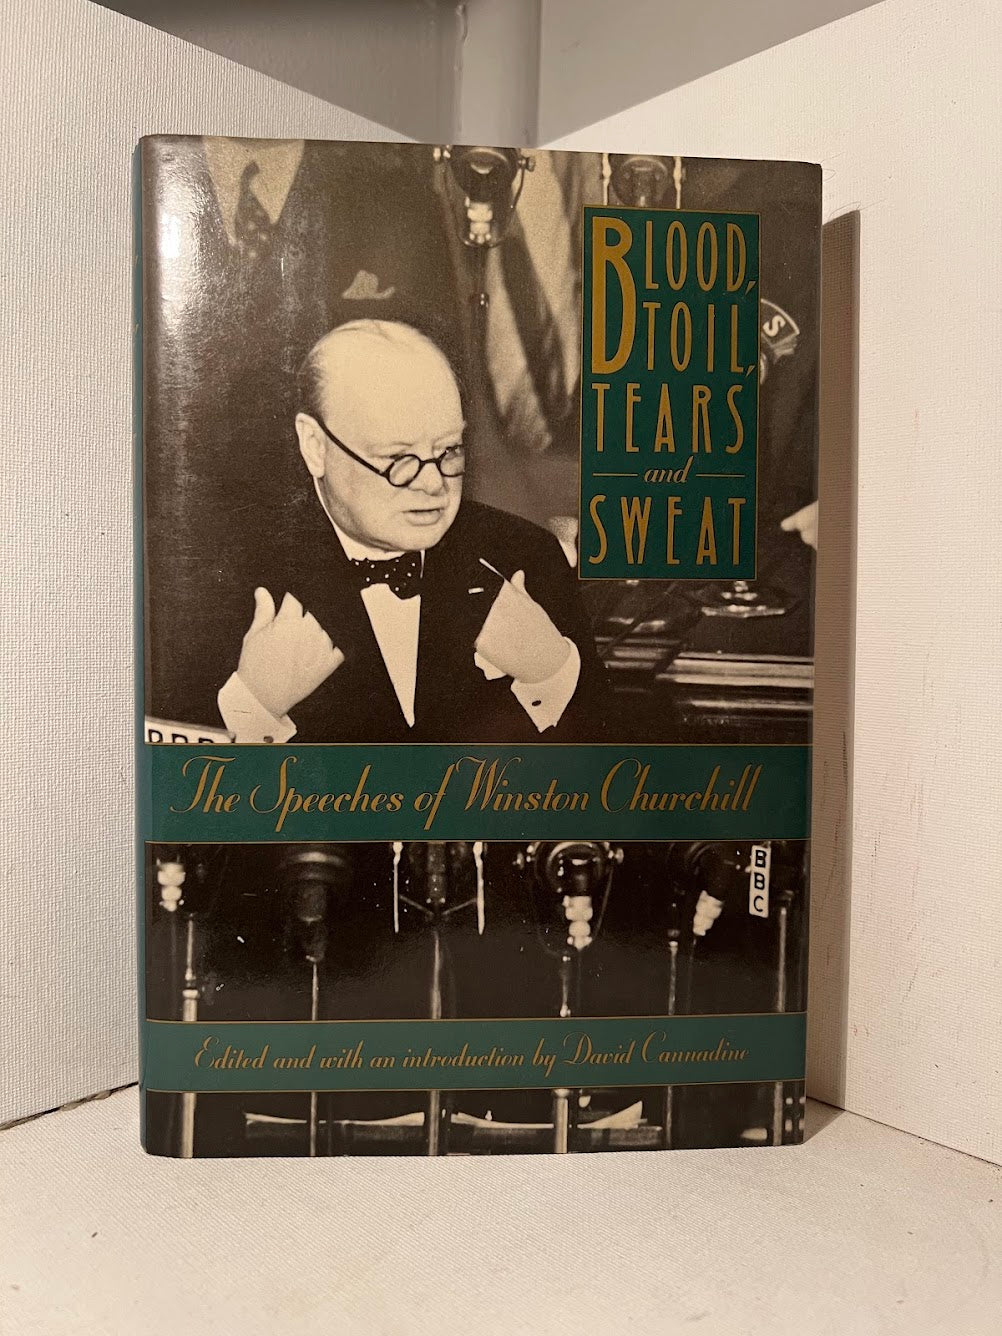 BLOOD,
TOIL,
TEARS
and
SWEAT
S
The Speeches of Winston Churchill
BBC
Edited and with an introduction by David Cannadine